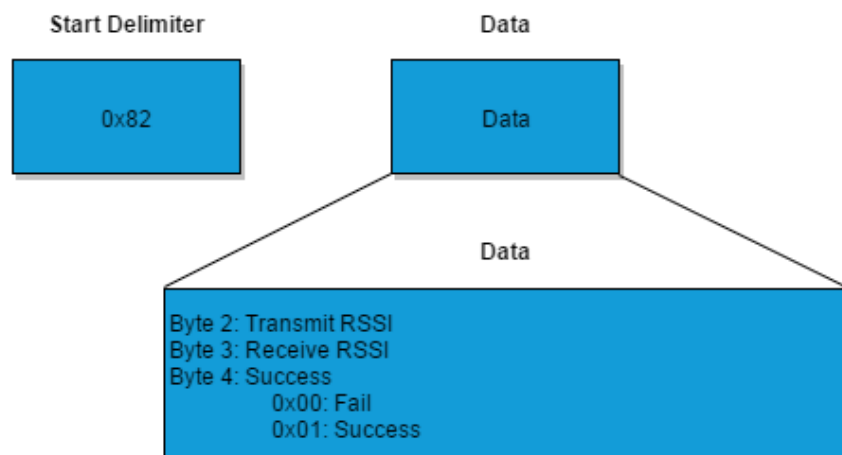 Start Delimiter
Data
0x82
Data
Data
Byte 2: Transmit RSSI
Byte 3: Receive RSSI
Byte 4: Success
0x00: Fail
0x01: Success